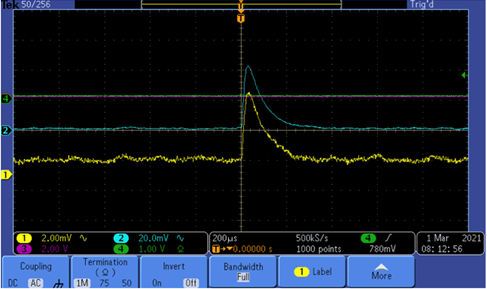 Tek 50/256 Trig'd
T
T
4
2
1
1 2.00mV 2 20.0mV 200µs 500kS/s 4 1 Mar 2021
3 2.00 V 4 1.00 V Ω T→▼0.00000 s 1000 points 780mV 08:12:56
Coupling Termination Invert Bandwidth 1 Label More
(Ω) Full
DC AC 1M 75 50 On Off